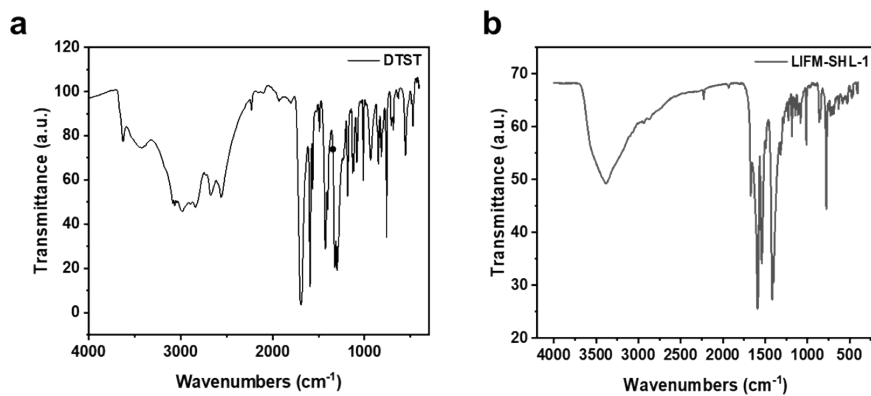 a
b
120
100
80
60
40
20
0
Transmittance (a.u.)
DTST
4000
3000
2000
1000
Wavenumbers (cm⁻¹)
70
60
50
40
30
20
Transmittance (a.u.)
LIFM-SHL-1
4000 3500 3000 2500 2000 1500 1000 500
Wavenumbers (cm⁻¹)